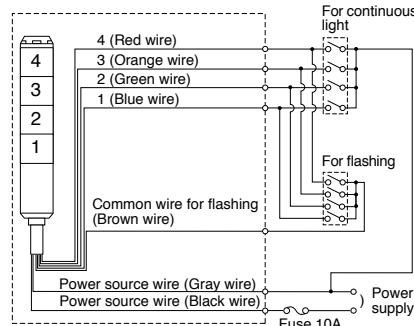 For continuous
light
4 (Red wire)
3 (Orange wire)
2 (Green wire)
1 (Blue wire)
4
3
2
1
For flashing
Common wire for flashing
(Brown wire)
Power source wire (Gray wire)
Power source wire (Black wire)
Power
supply
Fuse 10A